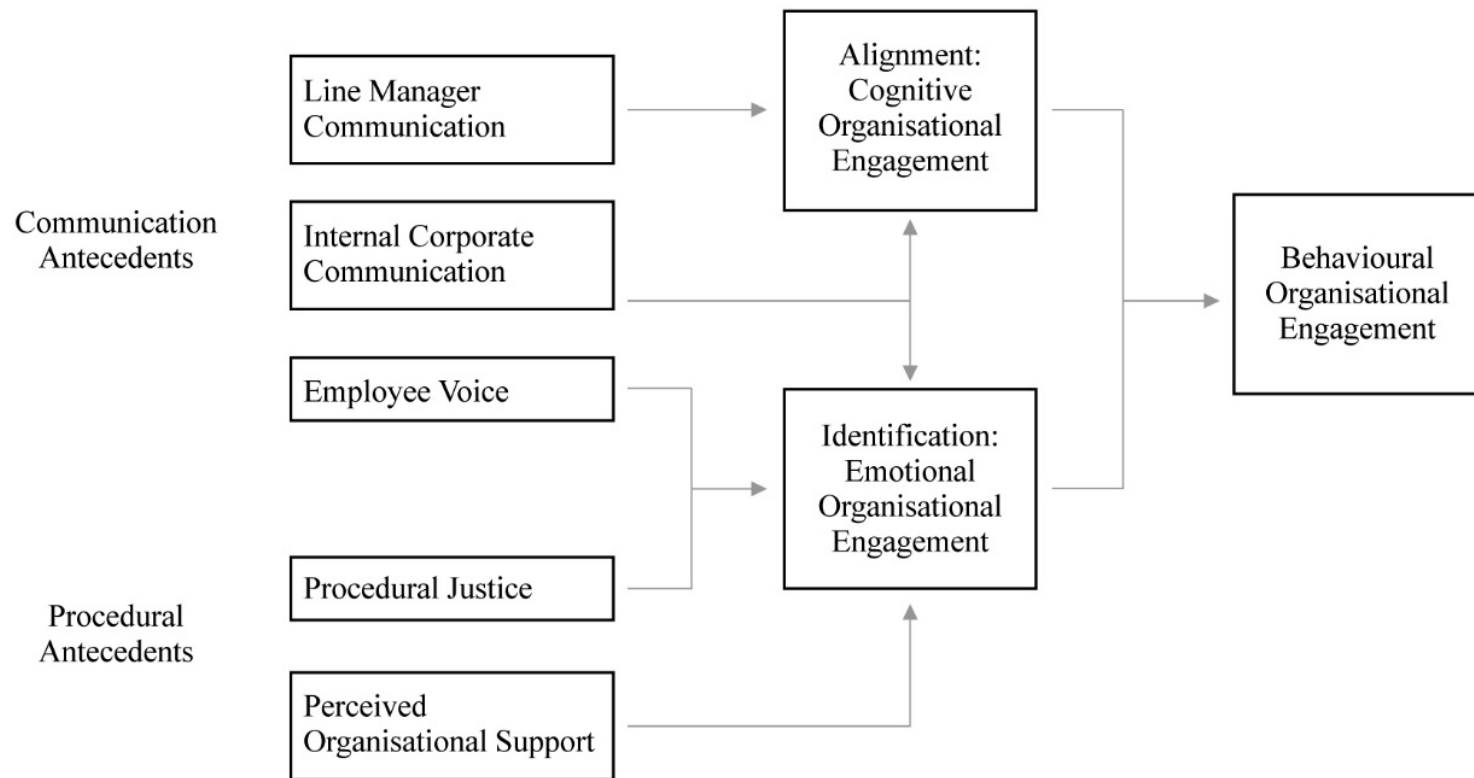 Communication
Antecedents
Procedural
Antecedents
Line Manager
Communication
Internal Corporate
Communication
Employee Voice
Procedural Justice
Perceived
Organisational Support
Alignment:
Cognitive
Organisational
Engagement
Identification:
Emotional
Organisational
Engagement
Behavioural
Organisational
Engagement